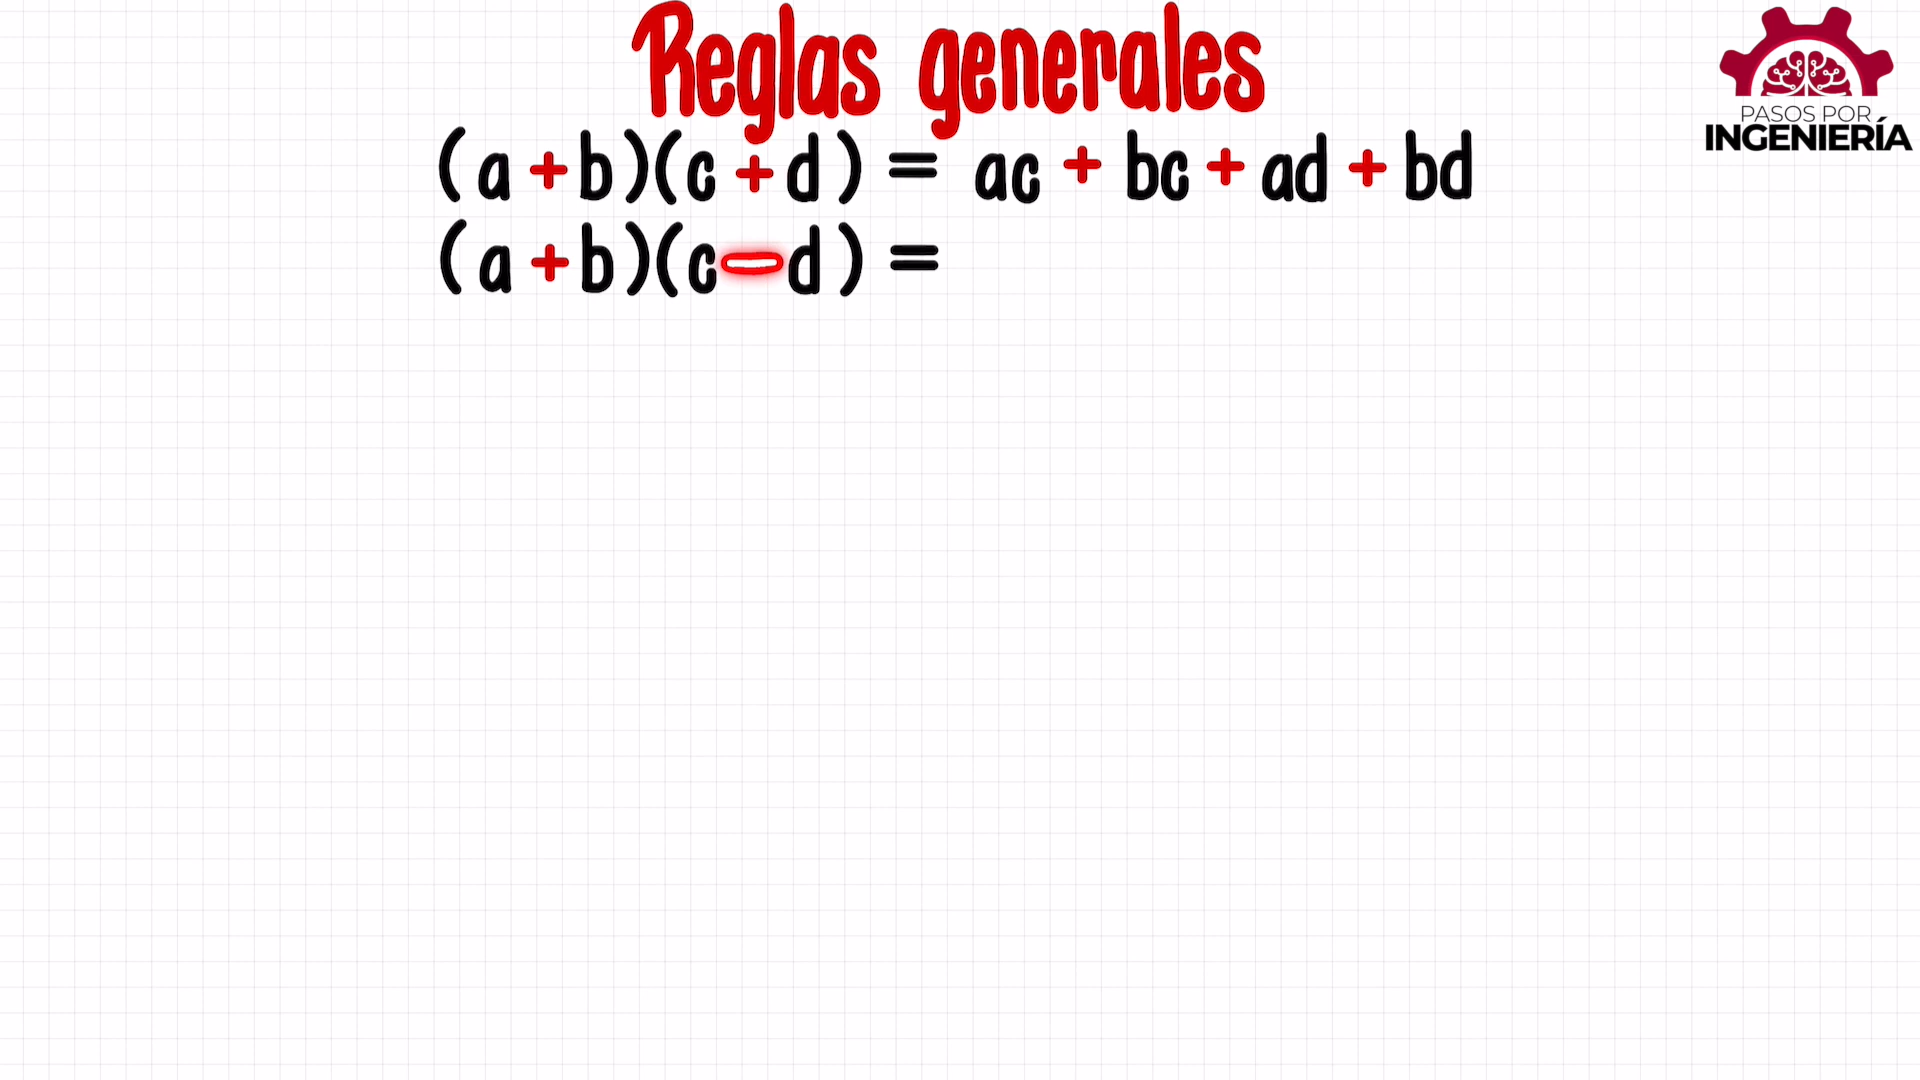 Reglas generales
PASOS POR
INGENIERÍA
(a + b)(c + d) = ac + bc + ad + bd
(a + b)(c - d) =